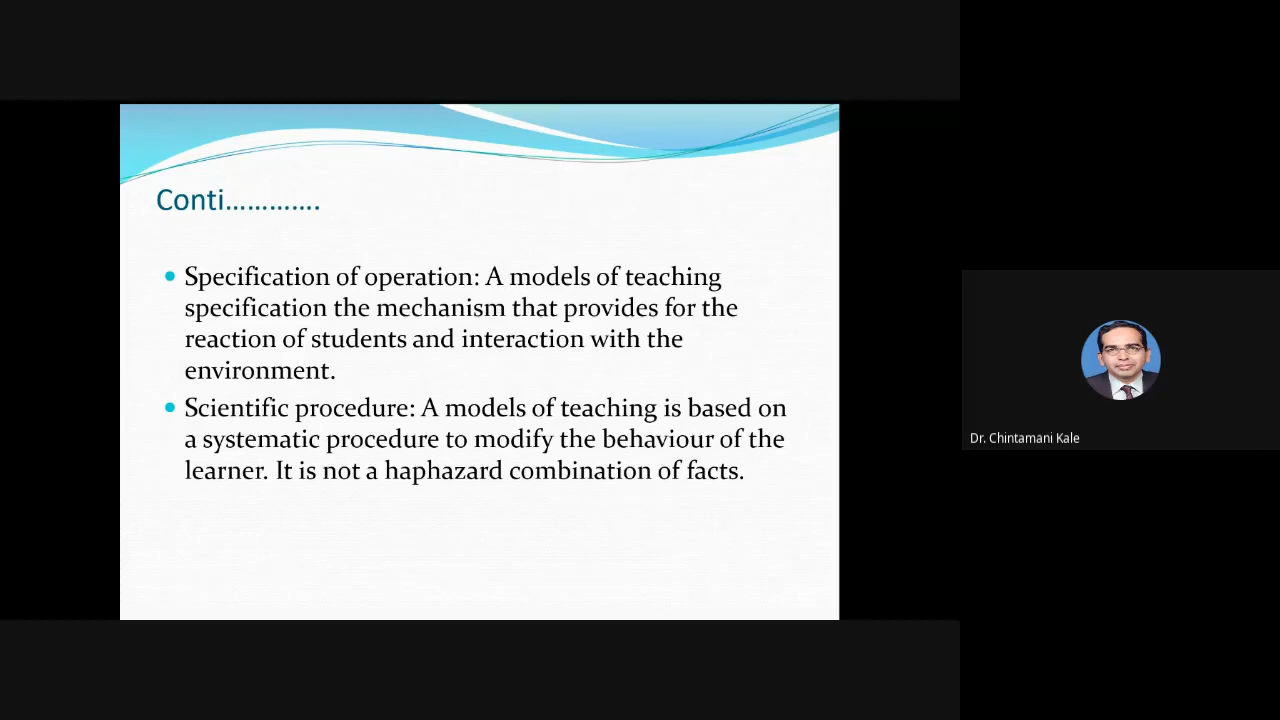 Conti………….
Specification of operation: A models of teaching
specification the mechanism that provides for the
reaction of students and interaction with the
environment.
Scientific procedure: A models of teaching is based on
a systematic procedure to modify the behaviour of the
learner. It is not a haphazard combination of facts.
Dr. Chintamani Kale